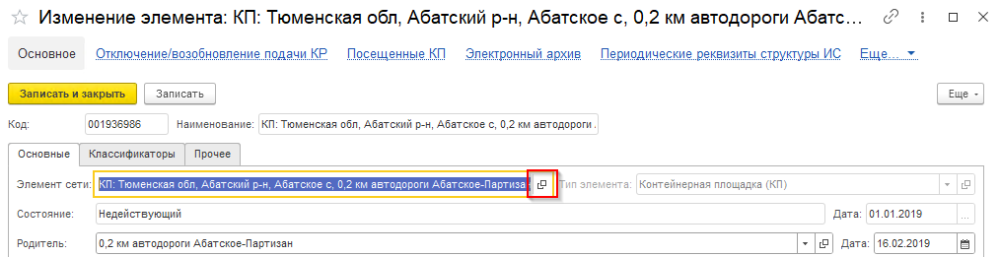 Изменение элемента: КП: Тюменская обл, Абатский р-н, Абатское с, 0,2 км автодороги Абатс…
Основное Отключение/возобновление подачи КР Посещенные КП Электронный архив Периодические реквизиты структуры ИС Еще...
Записать и закрыть Записать Еще
Код: 001936986 Наименование: КП: Тюменская обл, Абатский р-н, Абатское с, 0,2 км автодороги
Основные Классификаторы Прочее
Элемент сети: КП: Тюменская обл, Абатский р-н, Абатское с, 0,2 км автодороги Абатское-Партизан Тип элемента: Контейнерная площадка (КП)
Состояние: Недействующий Дата: 01.01.2019 ...
Родитель: 0,2 км автодороги Абатское-Партизан Дата: 16.02.2019